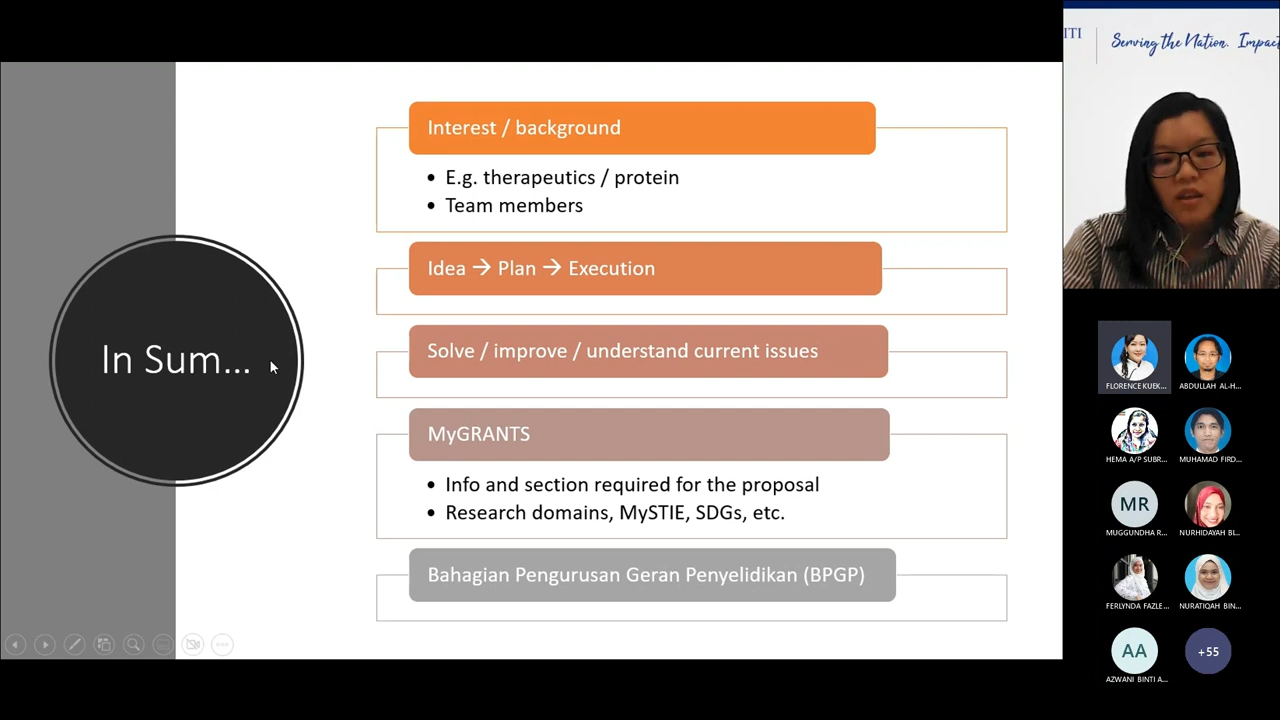 In Sum...
Interest / background
• E.g. therapeutics / protein
• Team members
Idea → Plan → Execution
Solve / improve / understand current issues
MyGRANTS
• Info and section required for the proposal
• Research domains, MySTIE, SDGs, etc.
Bahagian Pengurusan Geran Penyelidikan (BPGP)
ITI
Serving the Nation. Impac
FLORENCE KUEK...
ABDULLAH AL-H...
HEMA A/P SUBR...
MUHAMAD FIRD...
MR
MUGGUNDHA R...
NURHIDAYAH BI...
FERLYNDA FAZLE...
NURATIQAH BIN...
AA
+55
AZWANI BINTI A...